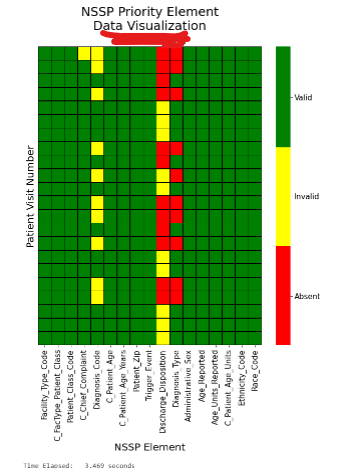 NSSP Priority Element
Data Visualization
Valid
Invalid
Absent
Patient Visit Number
Facility_Type_Code
C_FacType_Patient_Class
Patient_Class_Code
C_Chief_Complaint
Diagnosis_Code
C_Patient_Age
C_Patient_Age_Years
Patient_Zip
Trigger_Event
Discharge_Disposition
Diagnosis_Type
Administrative_Sex
Age_Reported
Age_Units_Reported
C_Patient_Age_Units
Ethnicity_Code
Race_Code
NSSP Element
Time Elapsed: 3.469 seconds